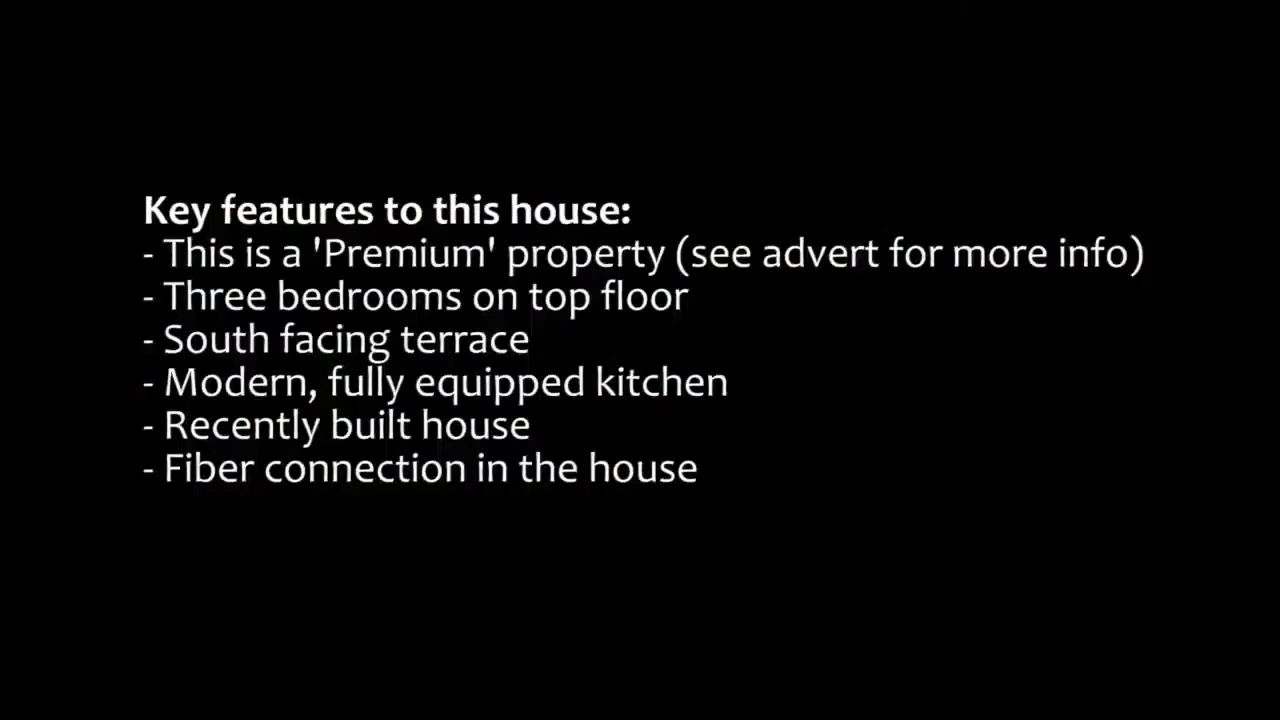 Key features to this house:
- This is a 'Premium' property (see advert for more info)
- Three bedrooms on top floor
- South facing terrace
- Modern, fully equipped kitchen
- Recently built house
- Fiber connection in the house